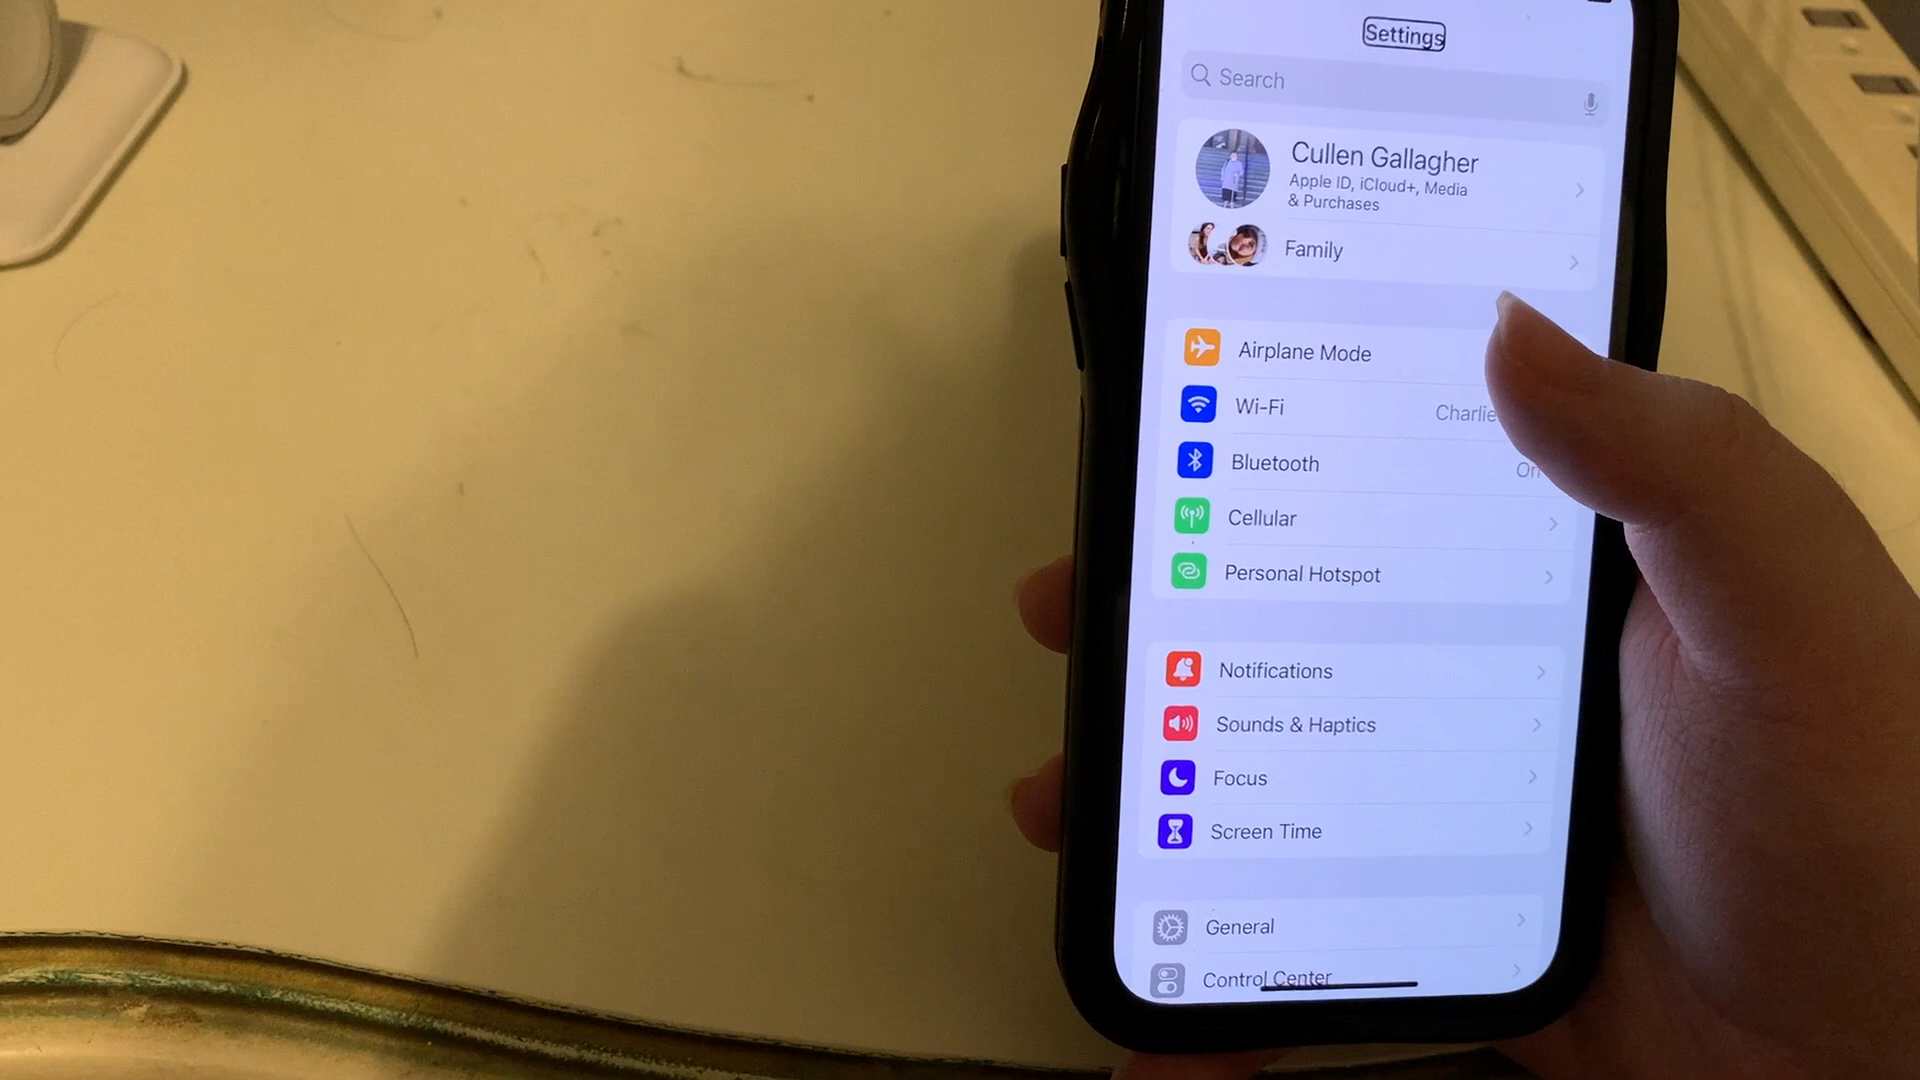 Settings
Search
Cullen Gallagher
Apple ID, iCloud+, Media
& Purchases
Family
Airplane Mode
Wi-Fi
Charlie
Bluetooth
On
Cellular
Personal Hotspot
Notifications
Sounds & Haptics
Focus
Screen Time
General
Control Center